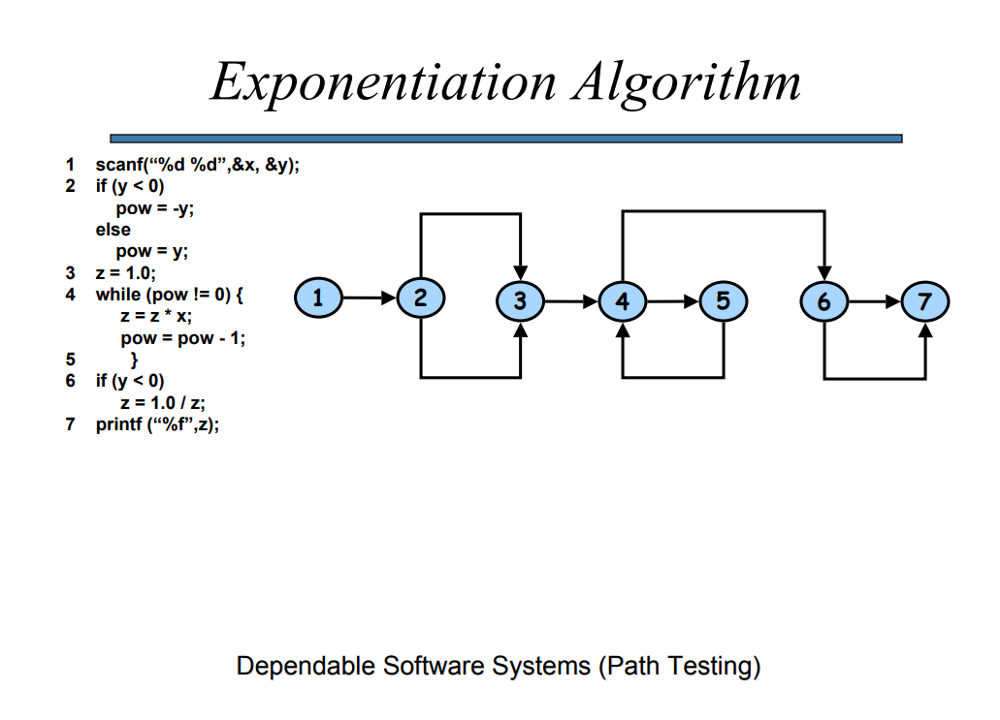 Exponentiation Algorithm
1 scanf(“%d %d”,&x, &y);
2 if (y < 0)
pow = -y;
else
pow = y;
3 z = 1.0;
4 while (pow != 0) {
z = z * x;
pow = pow - 1;
5 }
6 if (y < 0)
z = 1.0 / z;
7 printf (“%f”,z);
1 2 3 4 5 6 7
Dependable Software Systems (Path Testing)